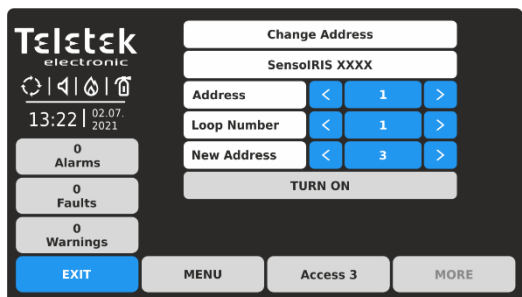 Teletek
electronic
13:22 02.07.
2021
0
Alarms
0
Faults
0
Warnings
Change Address
SensoIRIS XXXX
Address < 1 >
Loop Number < 1 >
New Address < 3 >
TURN ON
EXIT MENU Access 3 MORE